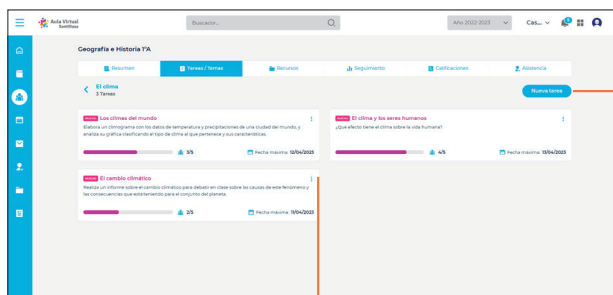 Aula Virtual
Santillana
Buscador...
Año 2022-2023
Cas...
Geografía e Historia 1ºA
Resumen
Tareas / Temas
Recursos
Seguimiento
Calificaciones
Asistencia
El clima
3 Tareas
Nueva tarea
Los climas del mundo
Elabora un climograma con los datos de temperatura y precipitaciones de una ciudad del mundo, y
analiza su gráfica clasificando el tipo de clima al que pertenece y sus características.
3/5
Fecha máxima: 12/04/2023
El clima y los seres humanos
¿Qué efecto tiene el clima sobre la vida humana?
4/5
Fecha máxima: 13/04/2023
El cambio climático
Realiza un informe sobre el cambio climático para debatir en clase sobre las causas de este fenómeno y
las consecuencias que está teniendo para el conjunto del planeta.
2/5
Fecha máxima: 11/04/2023